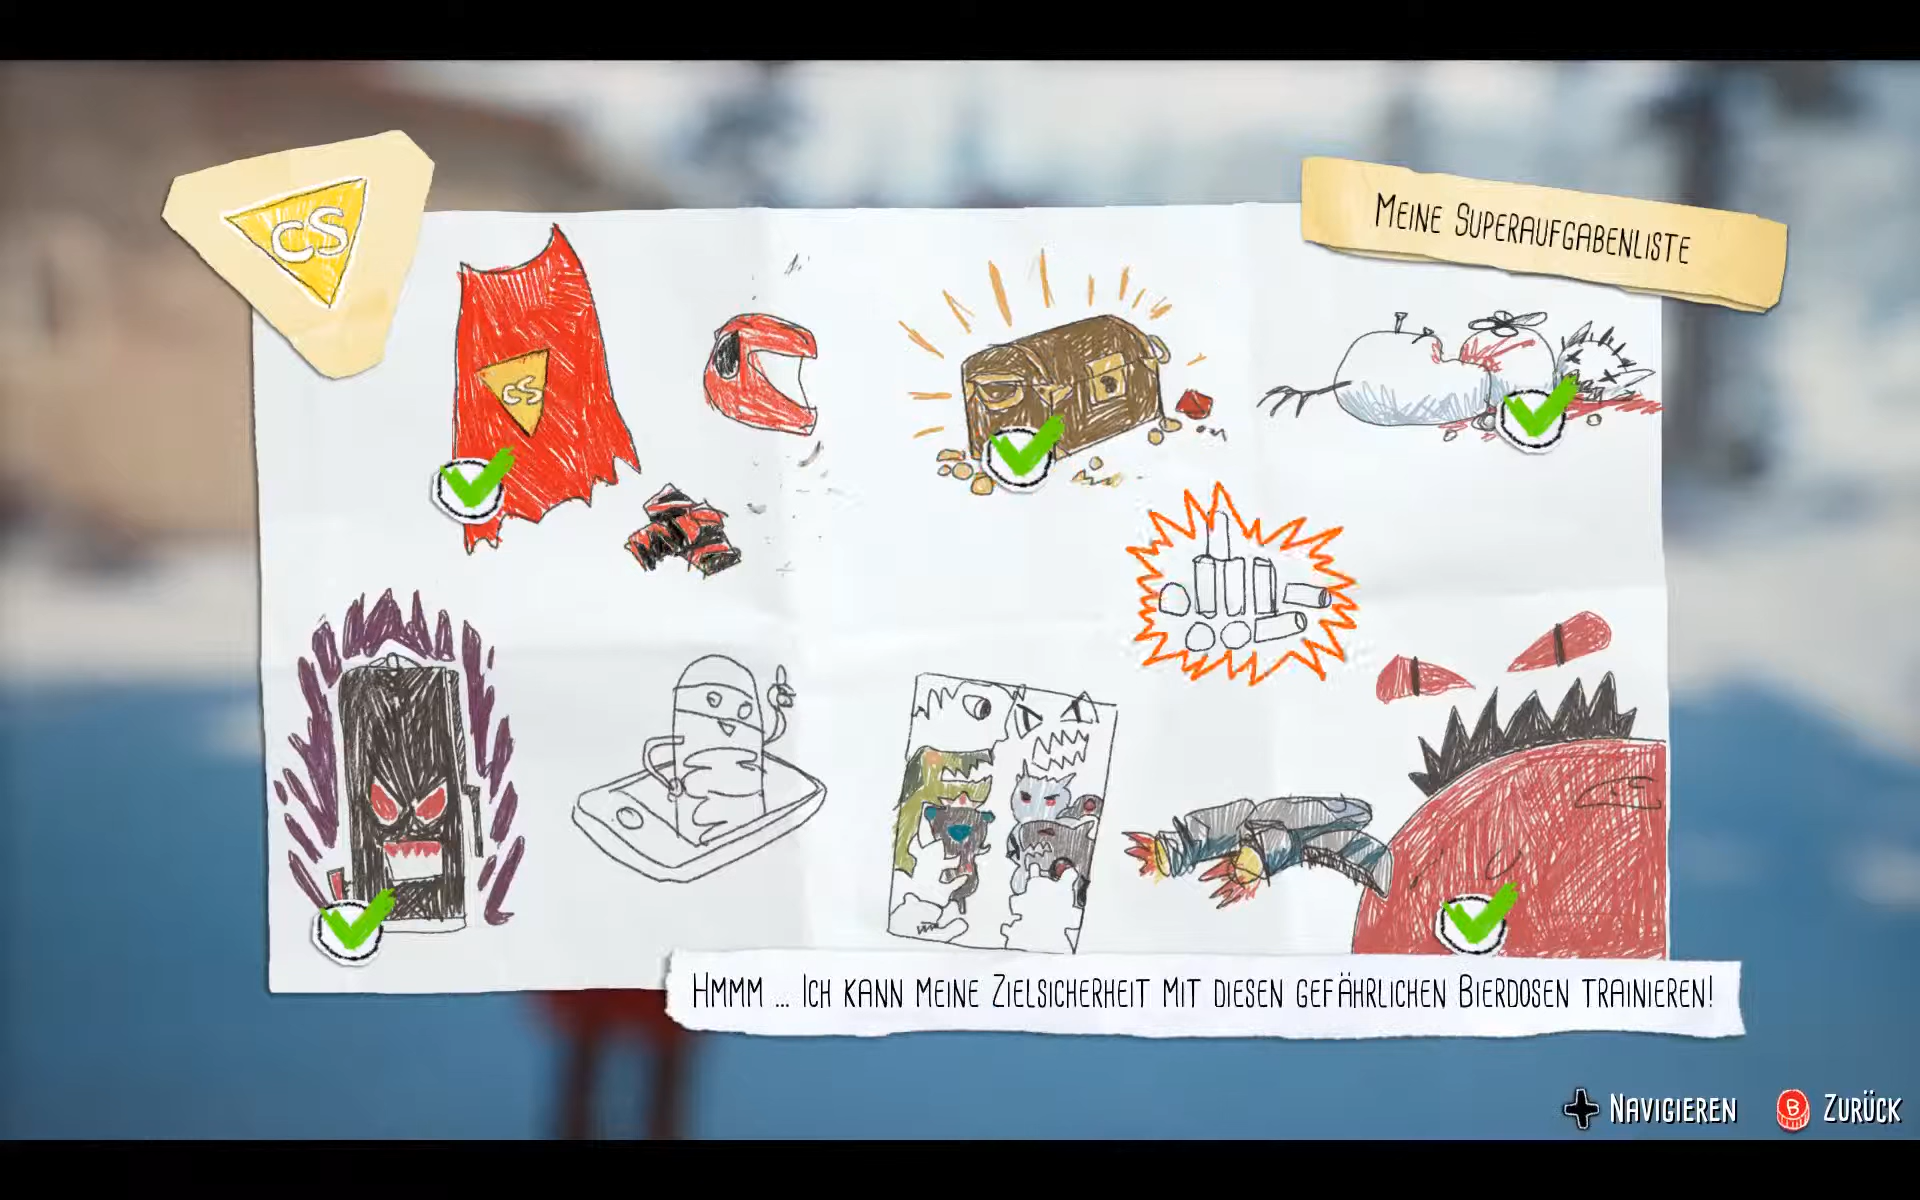 CS
MEINE SUPERAUFGABENLISTE
CS
HMMM ... ICH KANN MEINE ZIELSICHERHEIT MIT DIESEN GEFÄHRLICHEN BIERDOSEN TRAINIEREN!
NAVIGIEREN
B ZURÜCK